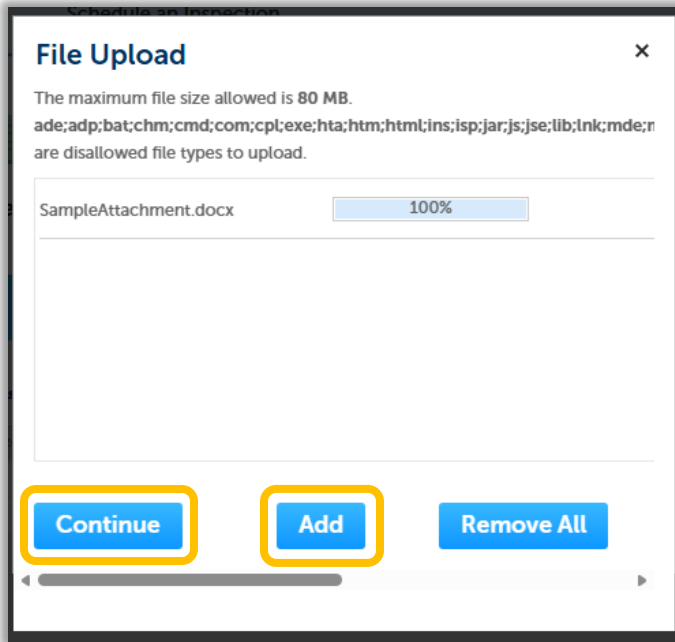 Schedule an Inspection
File Upload
×
The maximum file size allowed is 80 MB.
ade;adp;bat;chm;cmd;com;cpl;exe;hta;htm;html;ins;isp;jar;js;jse;lib;lnk;mde;
are disallowed file types to upload.
SampleAttachment.docx 100%
Continue Add Remove All